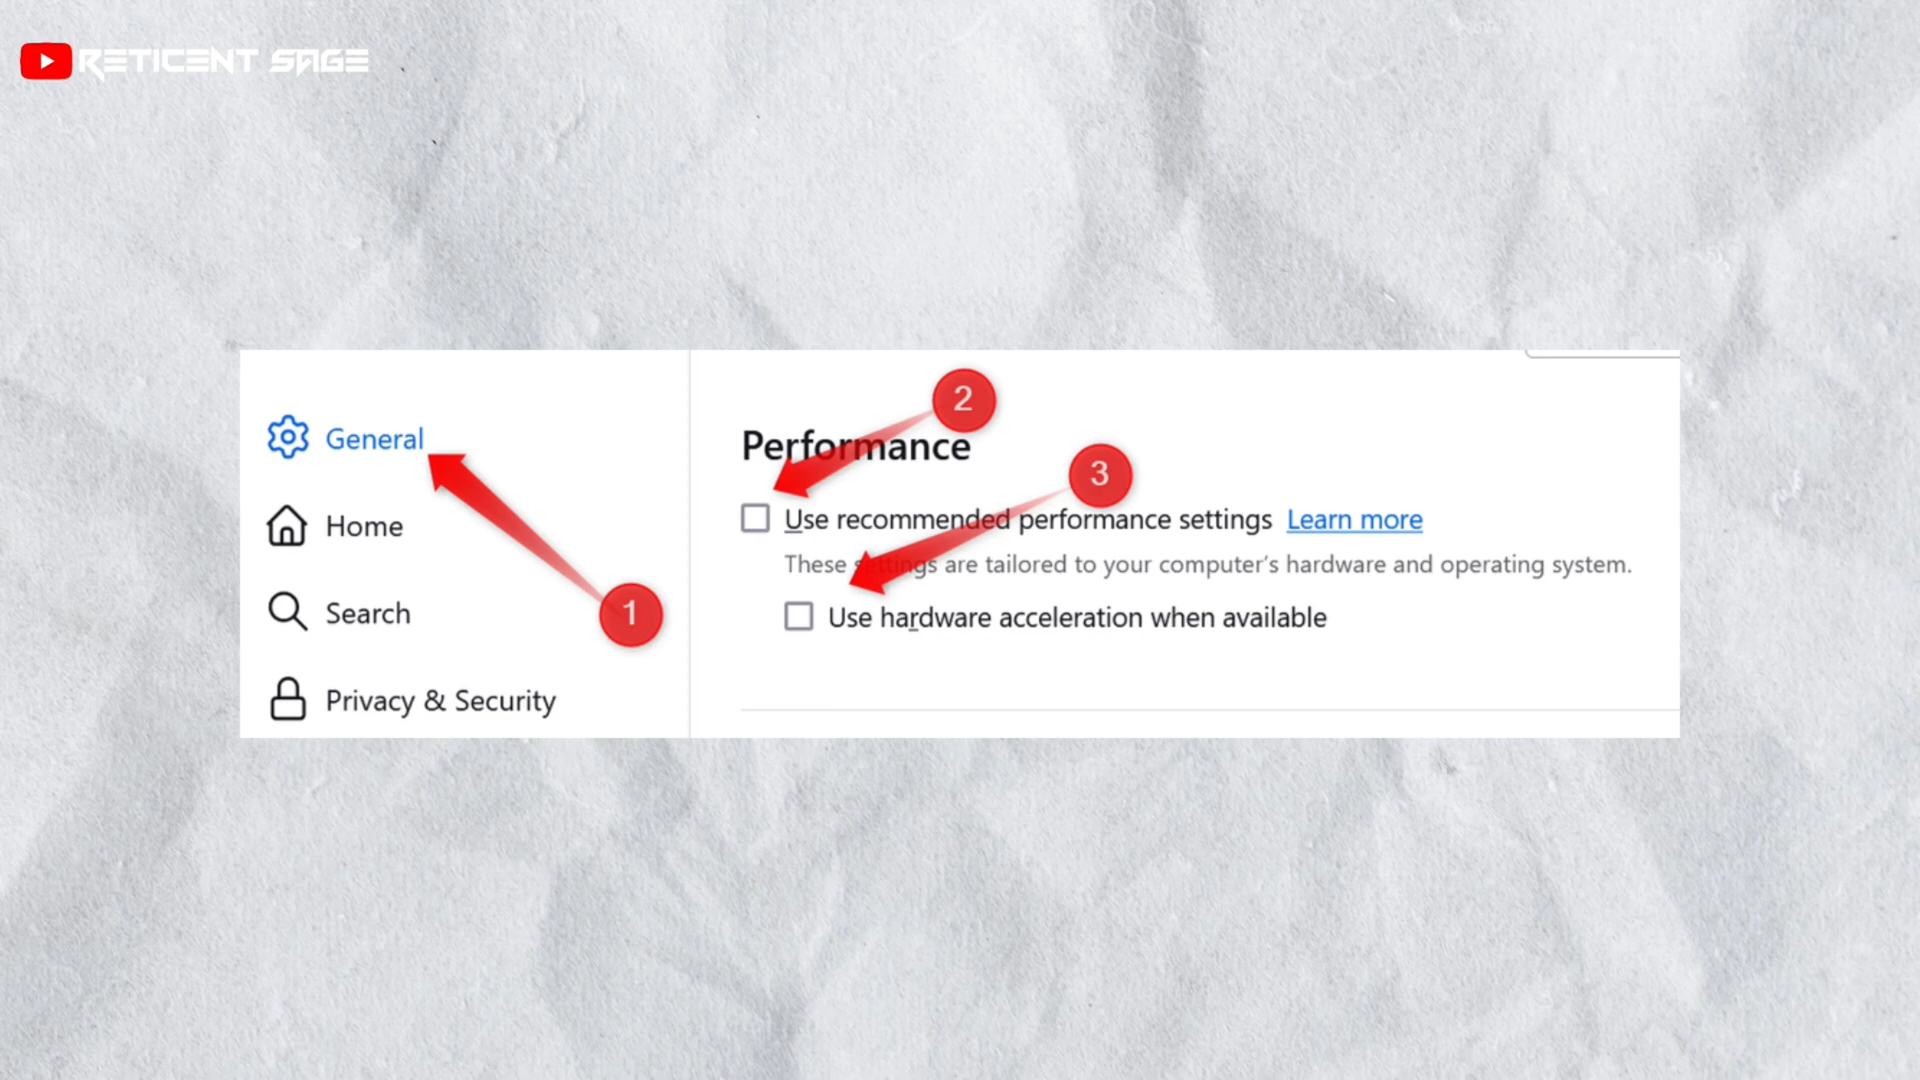 RETICENT SAGE
General
Home
Search
Privacy & Security
1
2
Performance
3
Use recommended performance settings Learn more
These settings are tailored to your computer's hardware and operating system.
Use hardware acceleration when available